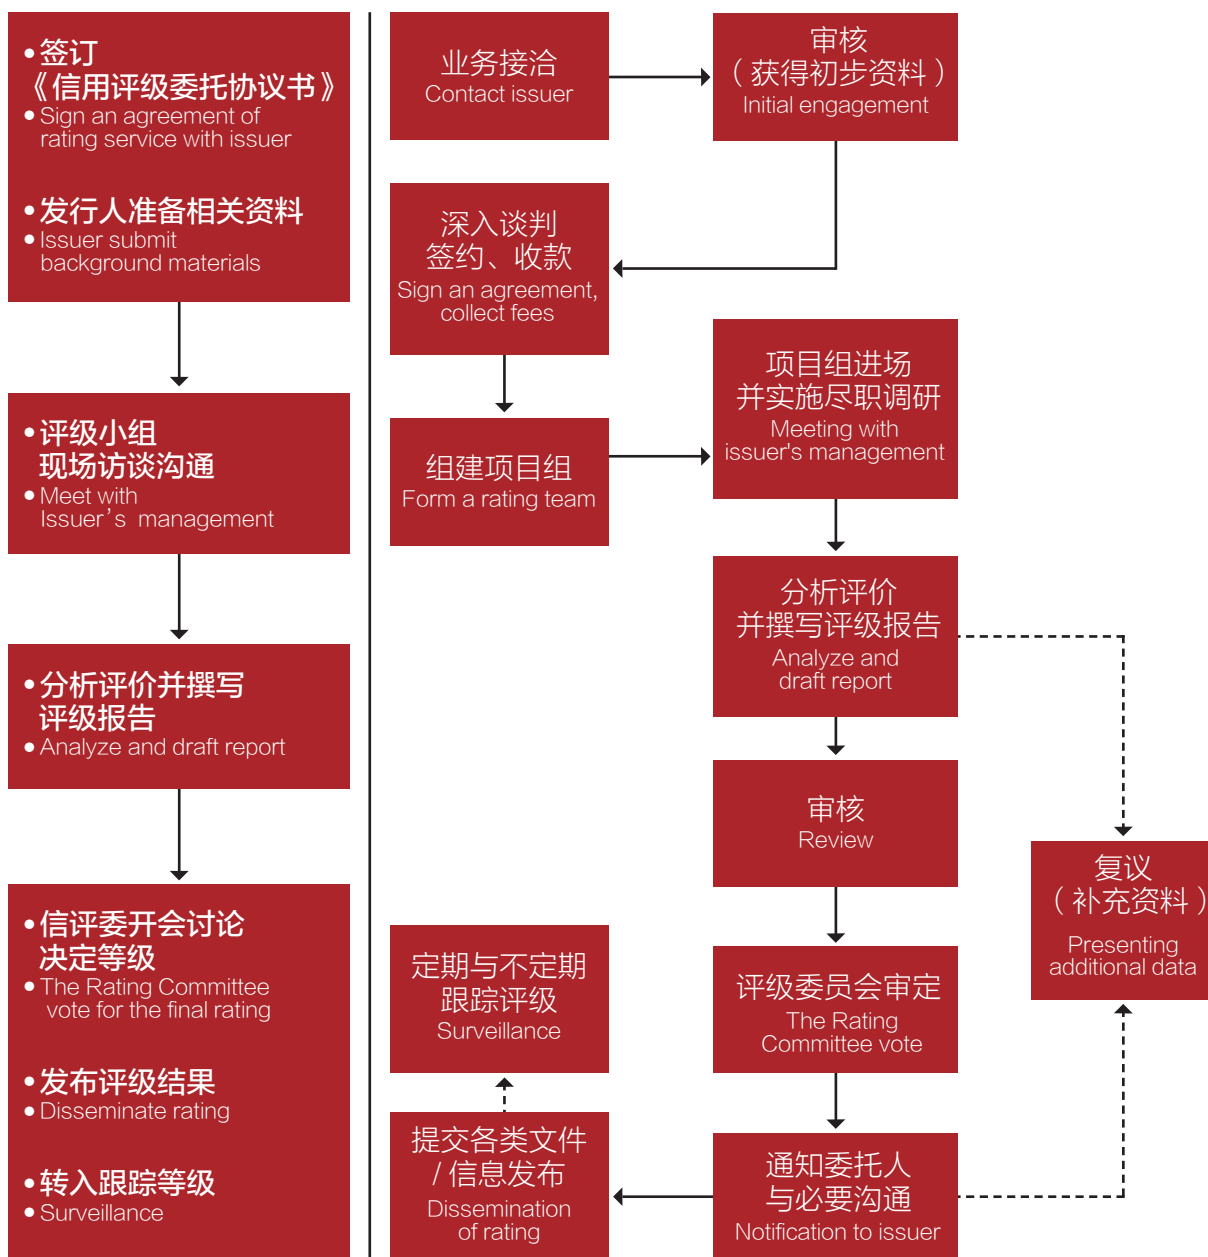 •签订
《信用评级委托协议书》
•Sign an agreement of
rating service with issuer
•发行人准备相关资料
•Issuer submit
background materials
•评级小组
现场访谈沟通
•Meet with
Issuer’s management
•分析评价并撰写
评级报告
•Analyze and draft report
•信评委开会讨论
决定等级
•The Rating Committee
vote for the final rating
•发布评级结果
•Disseminate rating
•转入跟踪等级
•Surveillance
业务接洽
Contact issuer
审核
（获得初步资料）
Initial engagement
深入谈判
签约、收款
Sign an agreement,
collect fees
组建项目组
Form a rating team
项目组进场
并实施尽职调研
Meeting with
issuer's management
分析评价
并撰写评级报告
Analyze and
draft report
审核
Review
复议
（补充资料）
Presenting
additional data
评级委员会审定
The Rating
Committee vote
定期与不定期
跟踪评级
Surveillance
通知委托人
与必要沟通
Notification to issuer
提交各类文件
/ 信息发布
Dissemination
of rating